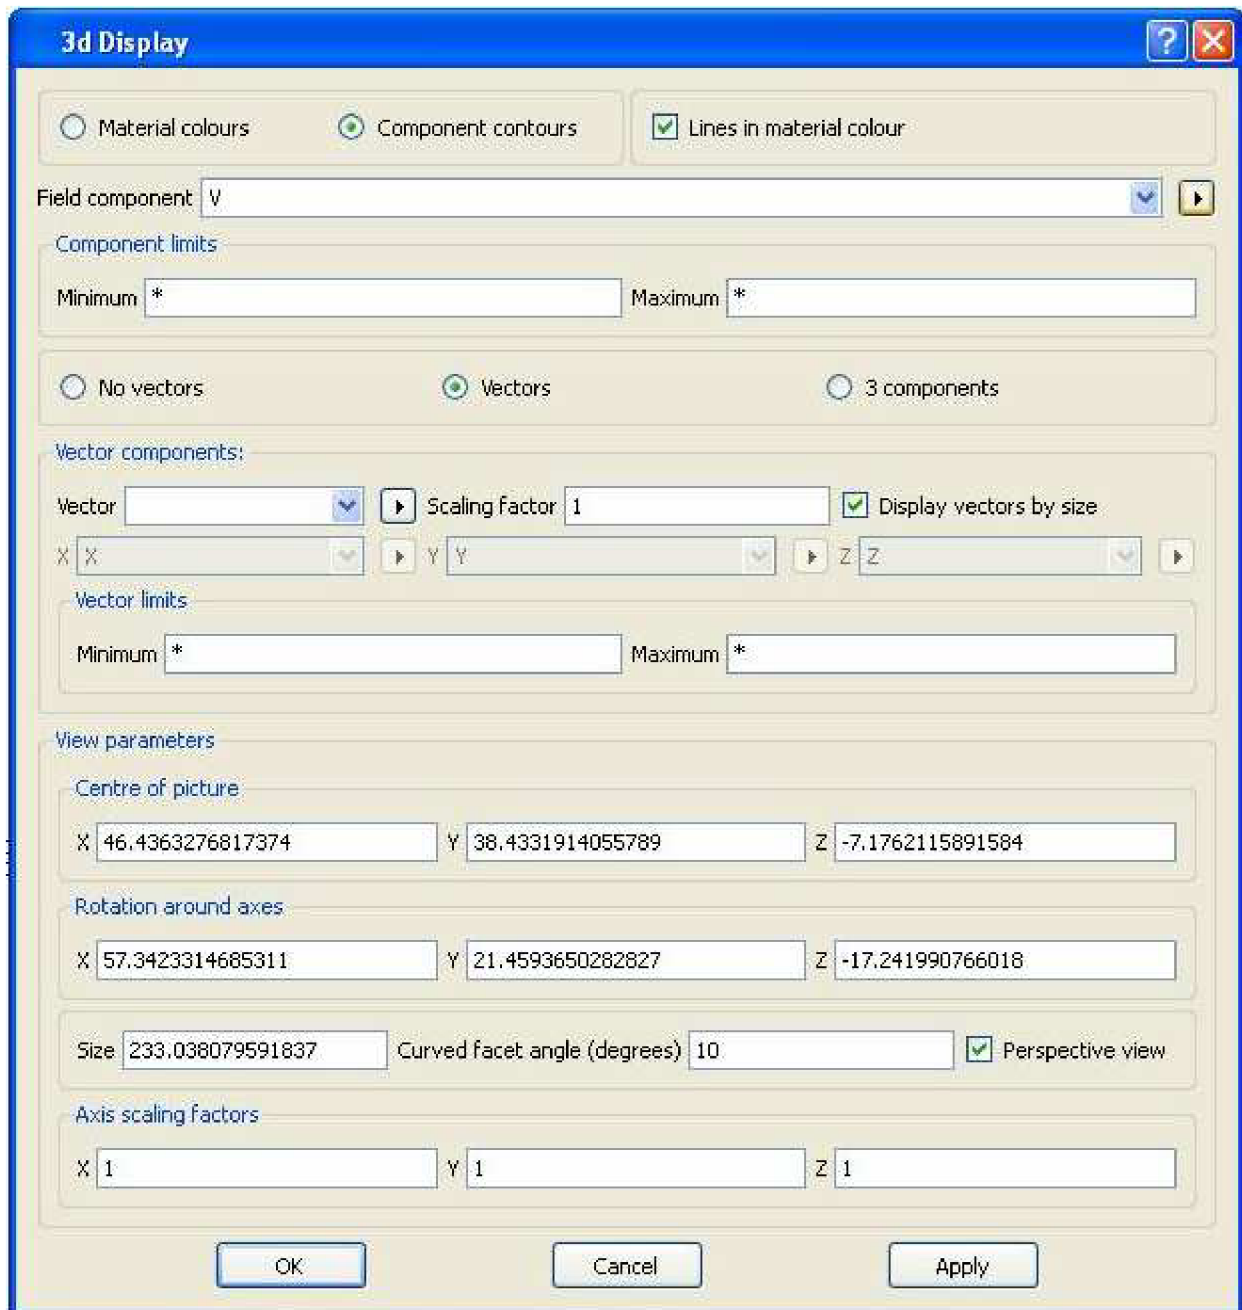 3d Display
Material colours Component contours Lines in material colour
Field component V
Component limits
Minimum * Maximum *
No vectors Vectors 3 components
Vector components:
Vector Scaling factor 1 Display vectors by size
X X Y Y Z Z
Vector limits
Minimum * Maximum *
View parameters
Centre of picture
X 46.4363276817374 Y 38.4331914055789 Z -7.1762115891584
Rotation around axes
X 57.3423314685311 Y 21.4593650282827 Z -17.241990766018
Size 233.038079591837 Curved facet angle (degrees) 10 Perspective view
Axis scaling factors
X 1 Y 1 Z 1
OK Cancel Apply